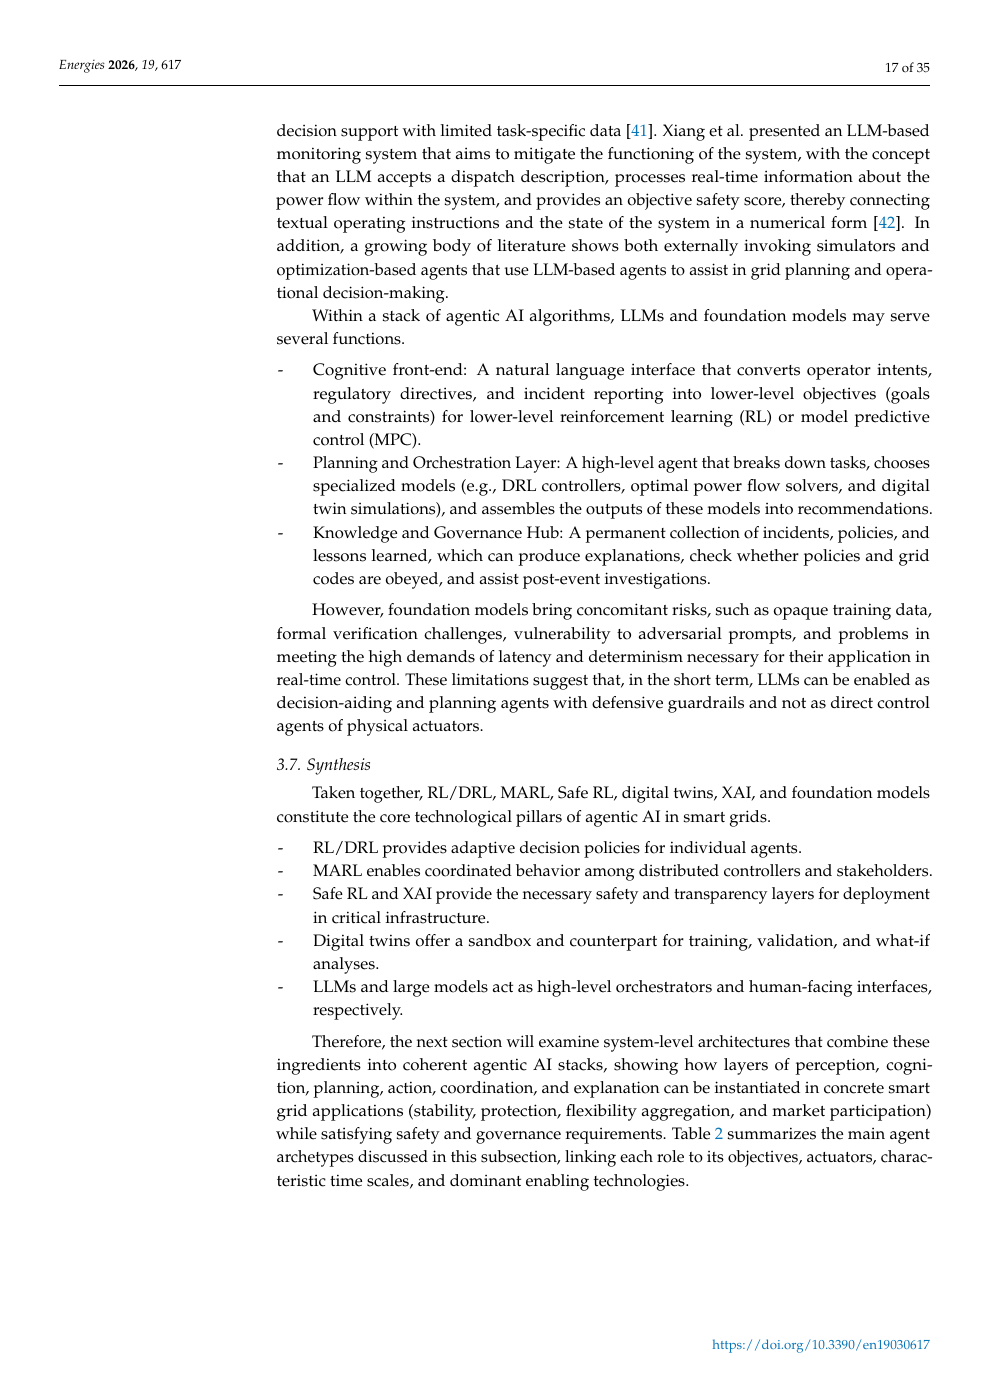 Energies 2026, 19, 617
17 of 35
decision support with limited task-specific data [41]. Xiang et al. presented an LLM-based
monitoring system that aims to mitigate the functioning of the system, with the concept
that an LLM accepts a dispatch description, processes real-time information about the
power flow within the system, and provides an objective safety score, thereby connecting
textual operating instructions and the state of the system in a numerical form [42]. In
addition, a growing body of literature shows both externally invoking simulators and
optimization-based agents that use LLM-based agents to assist in grid planning and opera-
tional decision-making.
Within a stack of agentic AI algorithms, LLMs and foundation models may serve
several functions.
- Cognitive front-end: A natural language interface that converts operator intents,
regulatory directives, and incident reporting into lower-level objectives (goals
and constraints) for lower-level reinforcement learning (RL) or model predictive
control (MPC).
- Planning and Orchestration Layer: A high-level agent that breaks down tasks, chooses
specialized models (e.g., DRL controllers, optimal power flow solvers, and digital
twin simulations), and assembles the outputs of these models into recommendations.
- Knowledge and Governance Hub: A permanent collection of incidents, policies, and
lessons learned, which can produce explanations, check whether policies and grid
codes are obeyed, and assist post-event investigations.
However, foundation models bring concomitant risks, such as opaque training data,
formal verification challenges, vulnerability to adversarial prompts, and problems in
meeting the high demands of latency and determinism necessary for their application in
real-time control. These limitations suggest that, in the short term, LLMs can be enabled as
decision-aiding and planning agents with defensive guardrails and not as direct control
agents of physical actuators.
3.7. Synthesis
Taken together, RL/DRL, MARL, Safe RL, digital twins, XAI, and foundation models
constitute the core technological pillars of agentic AI in smart grids.
- RL/DRL provides adaptive decision policies for individual agents.
- MARL enables coordinated behavior among distributed controllers and stakeholders.
- Safe RL and XAI provide the necessary safety and transparency layers for deployment
in critical infrastructure.
- Digital twins offer a sandbox and counterpart for training, validation, and what-if
analyses.
- LLMs and large models act as high-level orchestrators and human-facing interfaces,
respectively.
Therefore, the next section will examine system-level architectures that combine these
ingredients into coherent agentic AI stacks, showing how layers of perception, cogni-
tion, planning, action, coordination, and explanation can be instantiated in concrete smart
grid applications (stability, protection, flexibility aggregation, and market participation)
while satisfying safety and governance requirements. Table 2 summarizes the main agent
archetypes discussed in this subsection, linking each role to its objectives, actuators, charac-
teristic time scales, and dominant enabling technologies.
https://doi.org/10.3390/en19030617